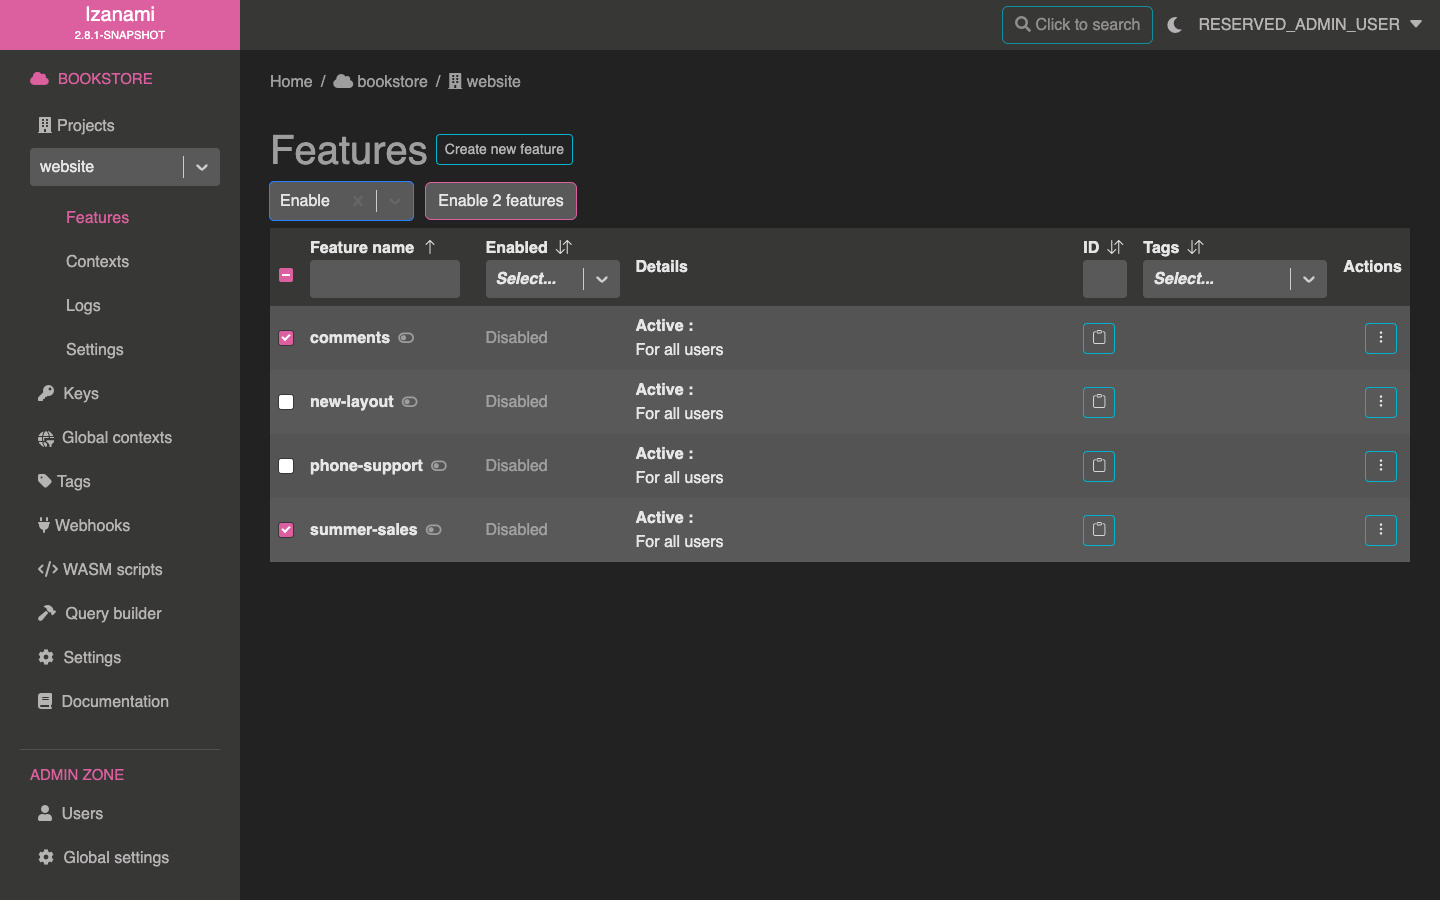 Izanami
2.8.1-SNAPSHOT
Click to search
RESERVED_ADMIN_USER
BOOKSTORE
Projects
website
Features
Contexts
Logs
Settings
Keys
Global contexts
Tags
Webhooks
WASM scripts
Query builder
Settings
Documentation
ADMIN ZONE
Users
Global settings
Home / bookstore / website
Features
Create new feature
Enable
Enable 2 features
Feature name
Enabled
Select...
Details
ID
Tags
Select...
Actions
comments
Disabled
Active :
For all users
new-layout
Disabled
Active :
For all users
phone-support
Disabled
Active :
For all users
summer-sales
Disabled
Active :
For all users